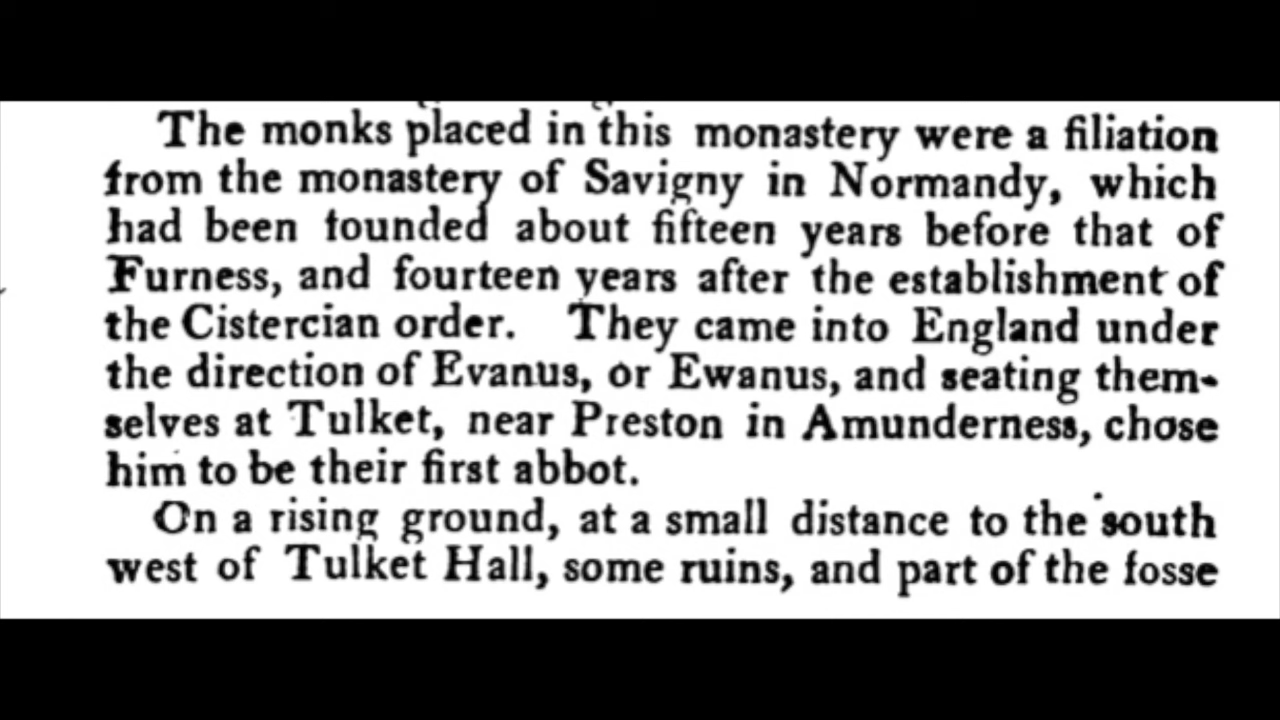 The monks placed in this monastery were a filiation
from the monastery of Savigny in Normandy, which
had been founded about fifteen years before that of
Furness, and fourteen years after the establishment of
the Cistercian order. They came into England under
the direction of Evanus, or Ewanus, and seating them-
selves at Tulket, near Preston in Amunderness, chose
him to be their first abbot.
On a rising ground, at a small distance to the south
west of Tulket Hall, some ruins, and part of the fosse